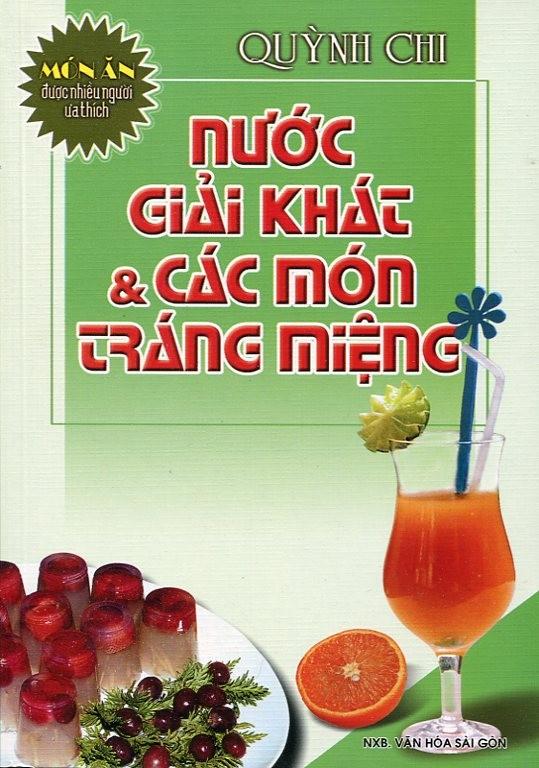 QUỲNH CHI
MÓN ĂN
được nhiều người
ưa thích
NƯỚC
GIẢI KHÁT
& CÁC MÓN
TRÁNG MIỆNG
NXB. VĂN HÓA SÀI GÒN